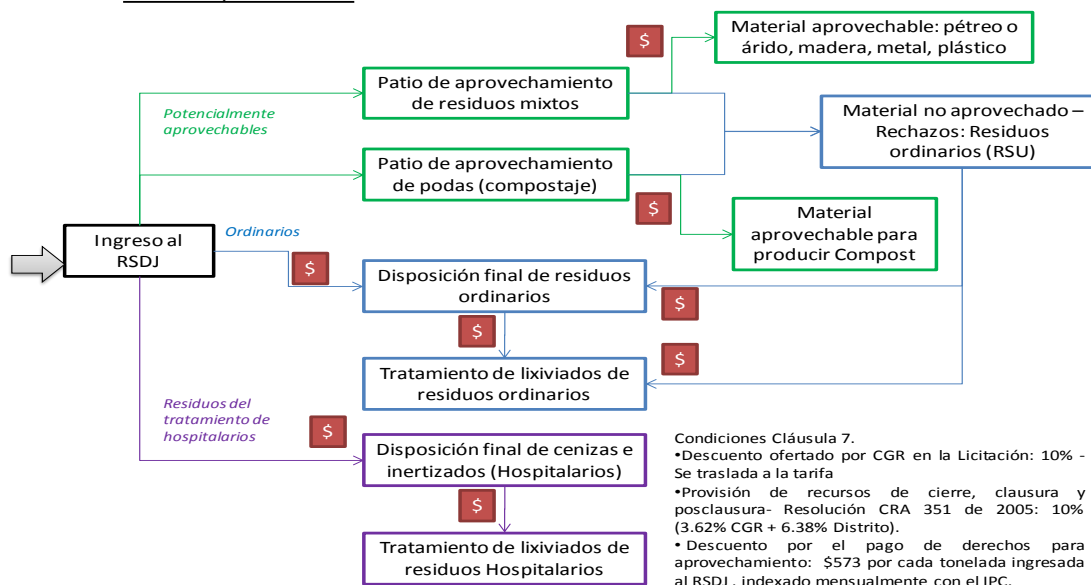 $
Material aprovechable: pétreo o
árido, madera, metal, plástico
Patio de aprovechamiento
de residuos mixtos
Potencialmente
aprovechables
Material no aprovechado –
Rechazos: Residuos
ordinarios (RSU)
Patio de aprovechamiento
de podas (compostaje)
$
Material
aprovechable para
producir Compost
Ingreso al
RSDJ
Ordinarios
$
Disposición final de residuos
ordinarios
$
$
$
Tratamiento de lixiviados de
residuos ordinarios
Residuos del
tratamiento de
hospitalarios
$
Disposición final de cenizas e
inertizados (Hospitalarios)
$
Tratamiento de lixiviados de
residuos Hospitalarios
Condiciones Cláusula 7.
•Descuento ofertado por CGR en la Licitación: 10% -
Se traslada a la tarifa
•Provisión de recursos de cierre, clausura y
posclausura- Resolución CRA 351 de 2005: 10%
(3.62% CGR + 6.38% Distrito).
• Descuento por el pago de derechos para
aprovechamiento: $573 por cada tonelada ingresada
al RSDJ , indexado mensualmente con el IPC.